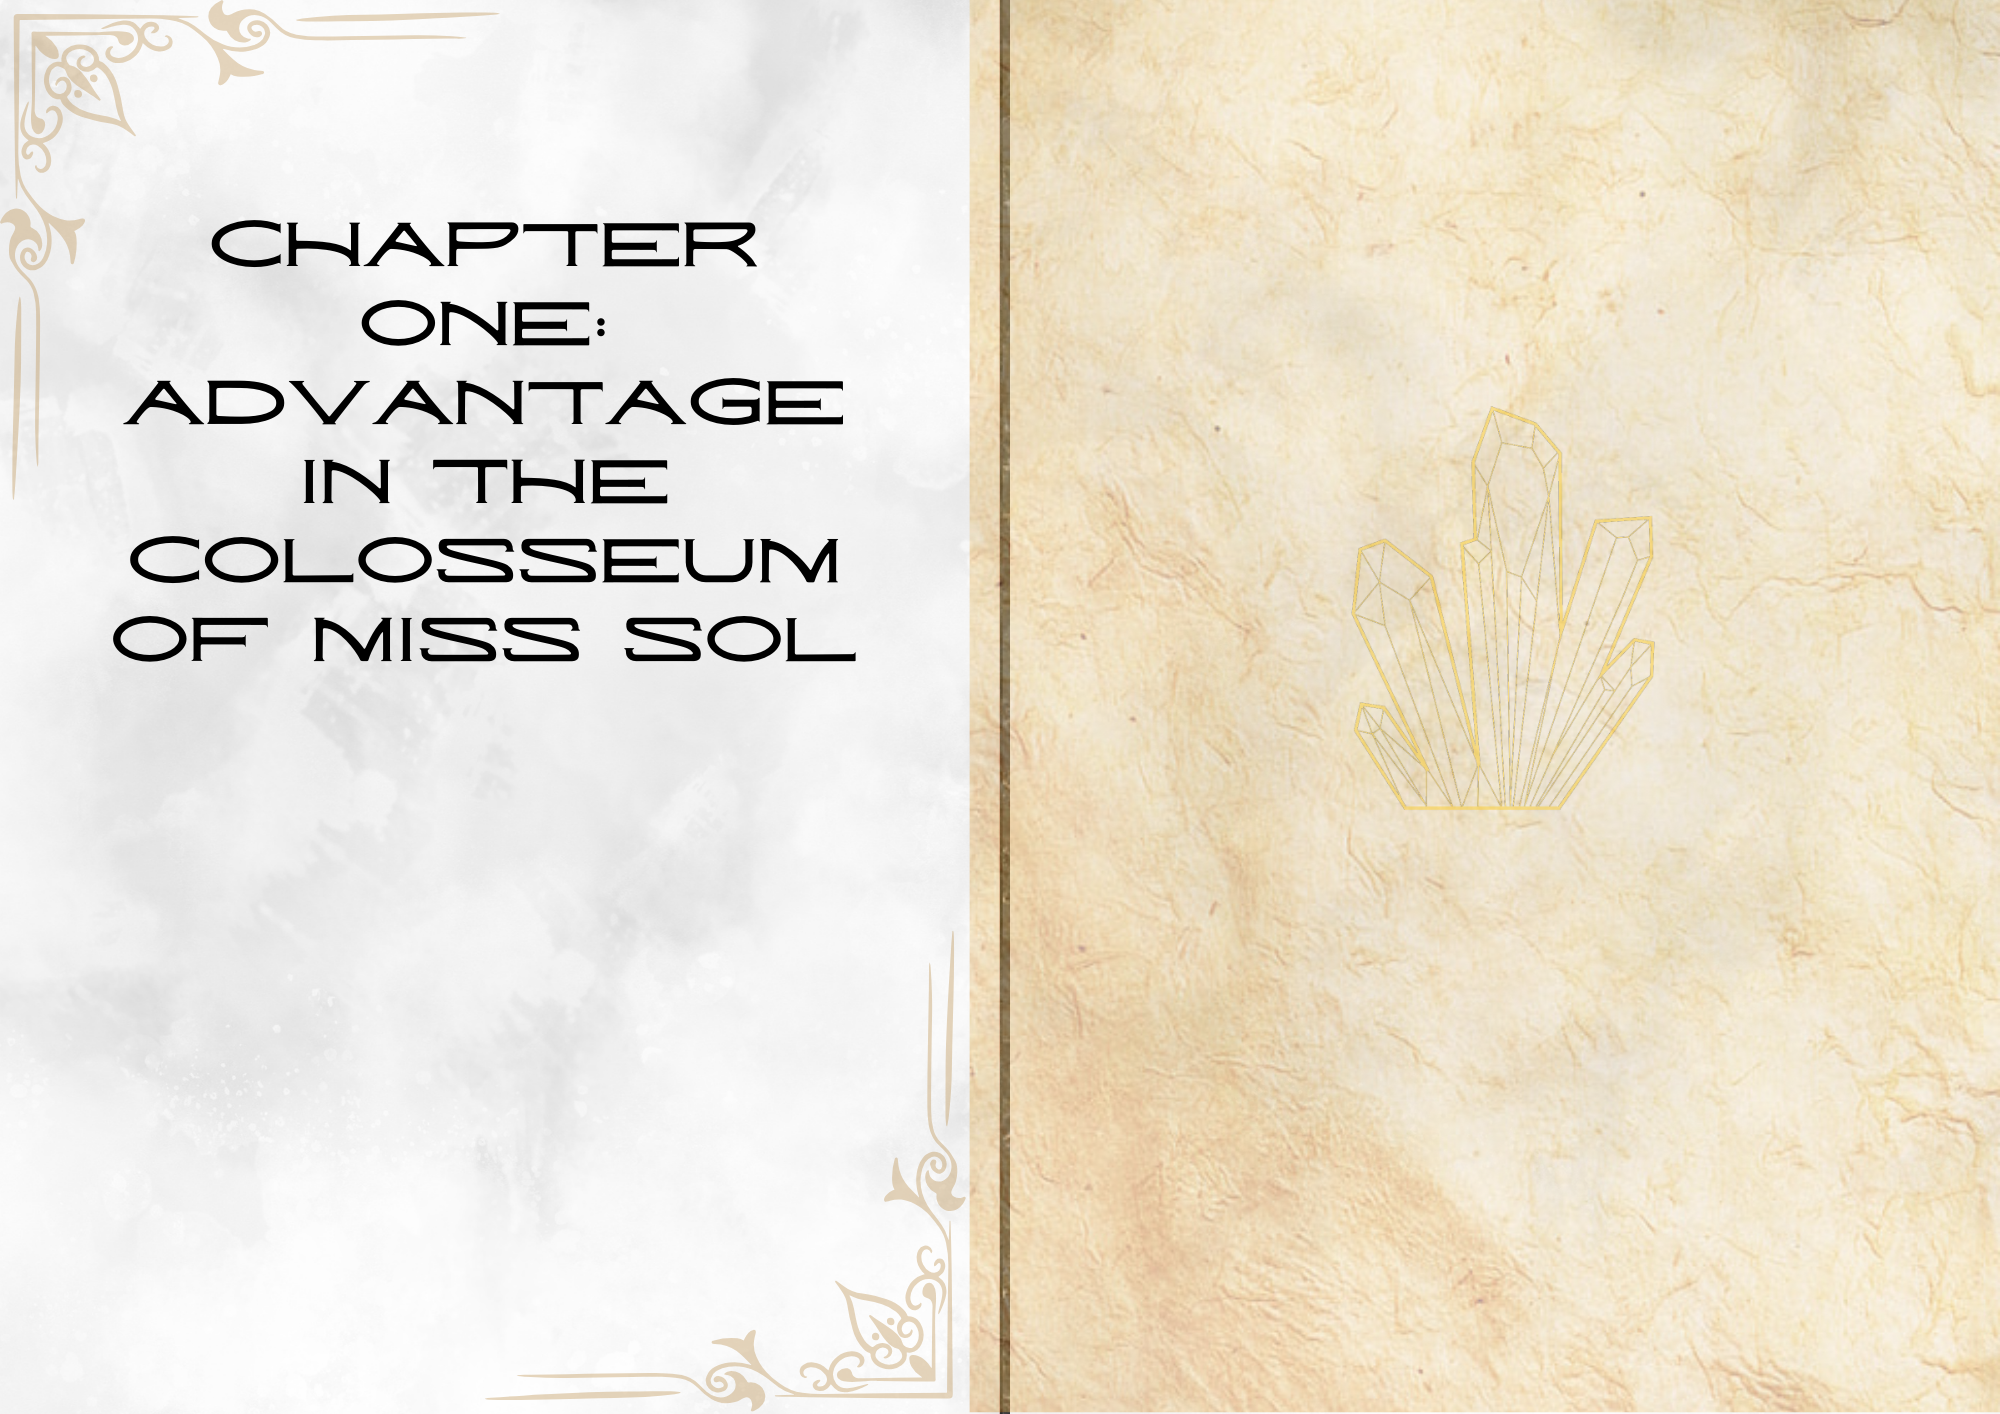 CHAPTER
ONE:
ADVANTAGE
IN THE
COLOSSEUM
OF MISS SOL